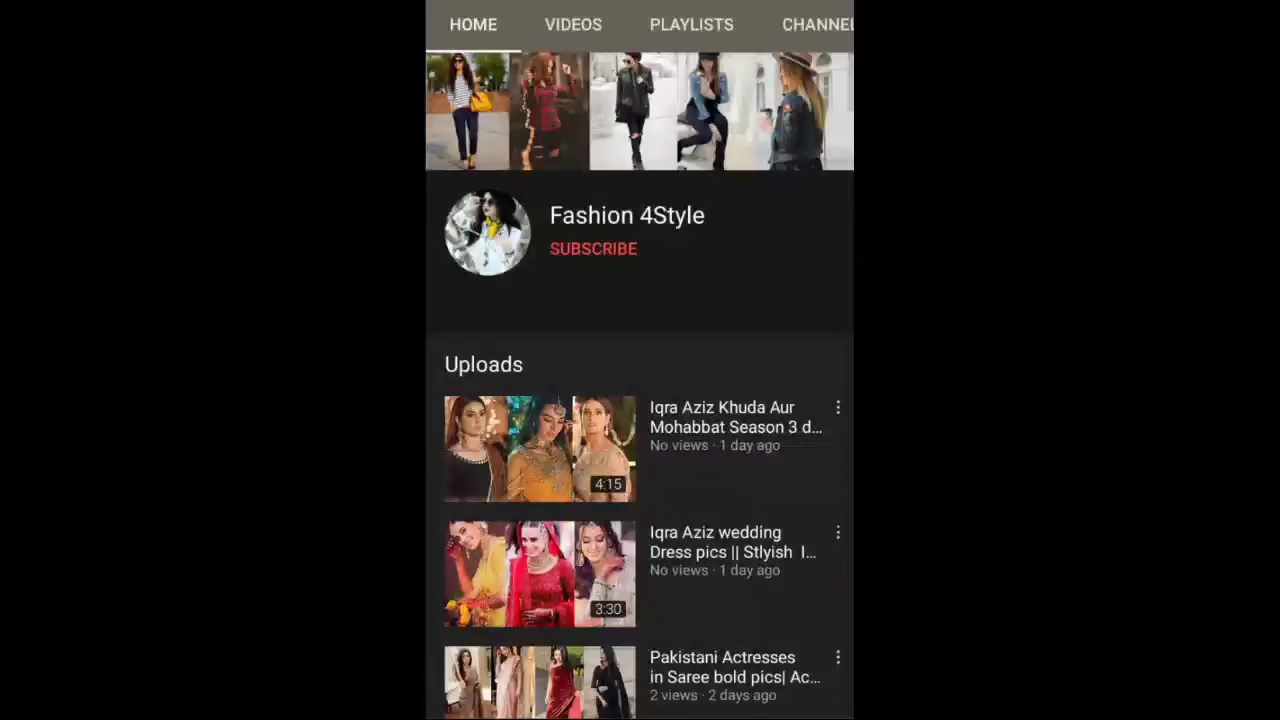 HOME VIDEOS PLAYLISTS CHANNEL
Fashion 4Style
SUBSCRIBE
Uploads
Iqra Aziz Khuda Aur
Mohabbat Season 3 d...
No views · 1 day ago
4:15
Iqra Aziz wedding
Dress pics || Stlyish I...
No views · 1 day ago
3:30
Pakistani Actresses
in Saree bold pics| Ac...
2 views · 2 days ago